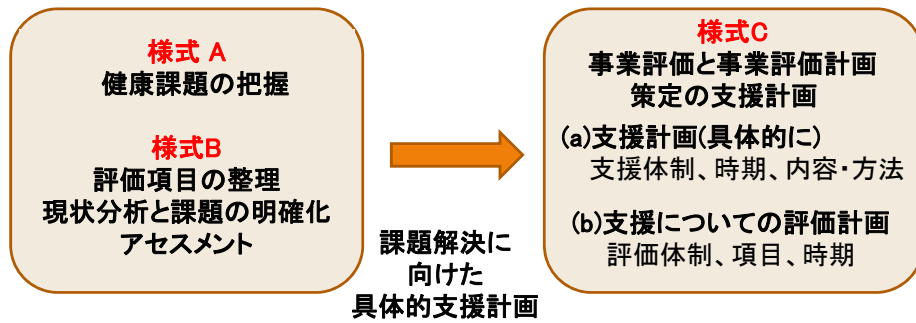 様式 A
健康課題の把握
様式B
評価項目の整理
現状分析と課題の明確化
アセスメント
課題解決に
向けた
具体的支援計画
様式C
事業評価と事業評価計画
策定の支援計画
(a)支援計画(具体的に)
支援体制、時期、内容・方法
(b)支援についての評価計画
評価体制、項目、時期